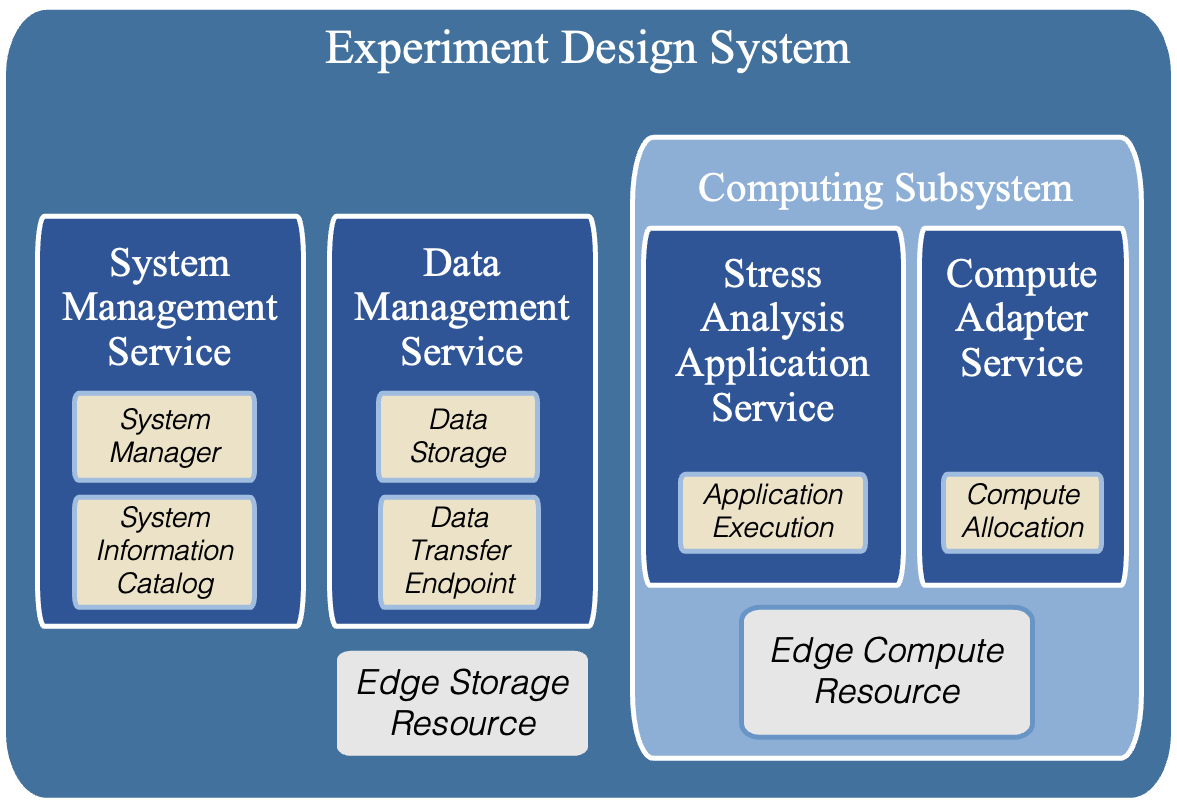 Experiment Design System
Computing Subsystem
System
Management
Service
System
Manager
System
Information
Catalog
Data
Management
Service
Data
Storage
Data
Transfer
Endpoint
Edge Storage
Resource
Stress
Analysis
Application
Service
Application
Execution
Compute
Adapter
Service
Compute
Allocation
Edge Compute
Resource